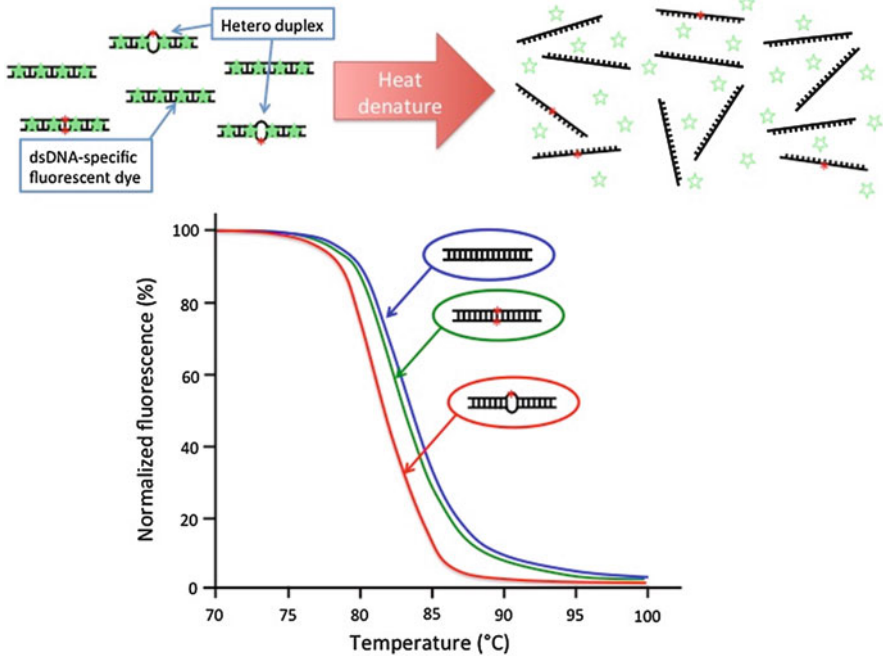 Hetero duplex
Heat
denature
dsDNA-specific
fluorescent dye
Normalized fluorescence (%)
100
80
60
40
20
0
70 75 80 85 90 95 100
Temperature (°C)